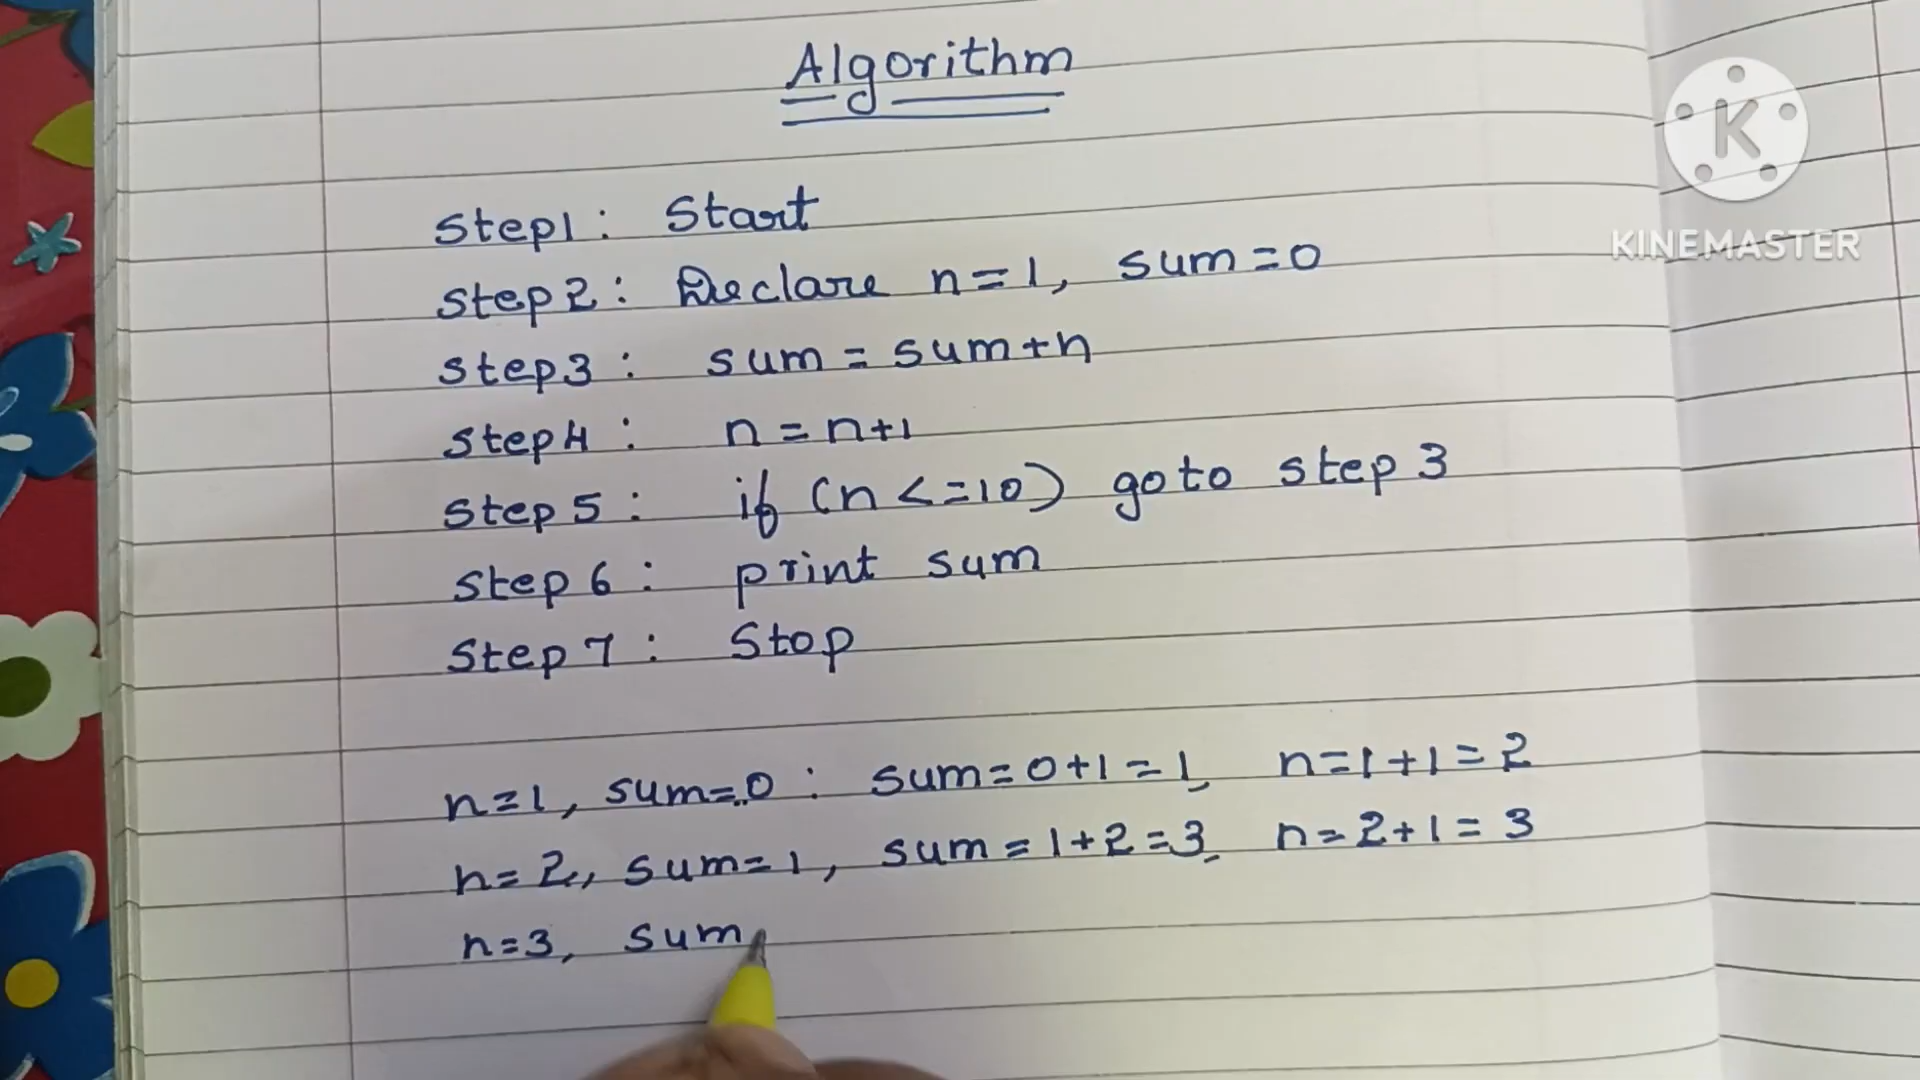 Algorithm
K
KINEMASTER
Step1: Start
Step2: Declare n=1, sum=0
Step3: sum=sum+n
Step4: n=n+1
Step5: if (n<=10) goto step 3
Step6: print sum
Step7: Stop
n=1, sum=0: sum=0+1=1, n=1+1=2
n=2, sum=1, sum=1+2=3, n=2+1=3
n=3, sum